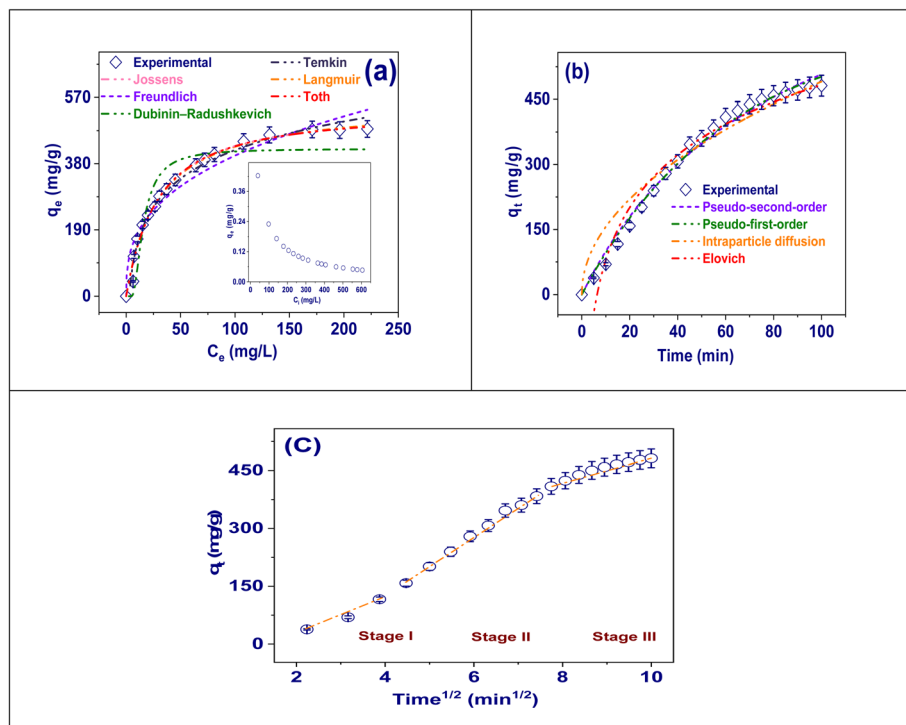 (a)
Experimental
Temkin
Jossens
Langmuir
Freundlich
Toth
Dubinin–Radushkevich
570
380
190
0
qe (mg/g)
0.36
0.24
0.12
0.00
0 100 200 300 400 500 600
Ci (mg/L)
0 50 100 150 200 250
Ce (mg/L)
(b)
450
300
150
0
qt (mg/g)
Experimental
Pseudo-second-order
Pseudo-first-order
Intraparticle diffusion
Elovich
0 20 40 60 80 100
Time (min)
(C)
450
300
150
0
qt (mg/g)
Stage I Stage II Stage III
2 4 6 8 10
Time1/2 (min1/2)